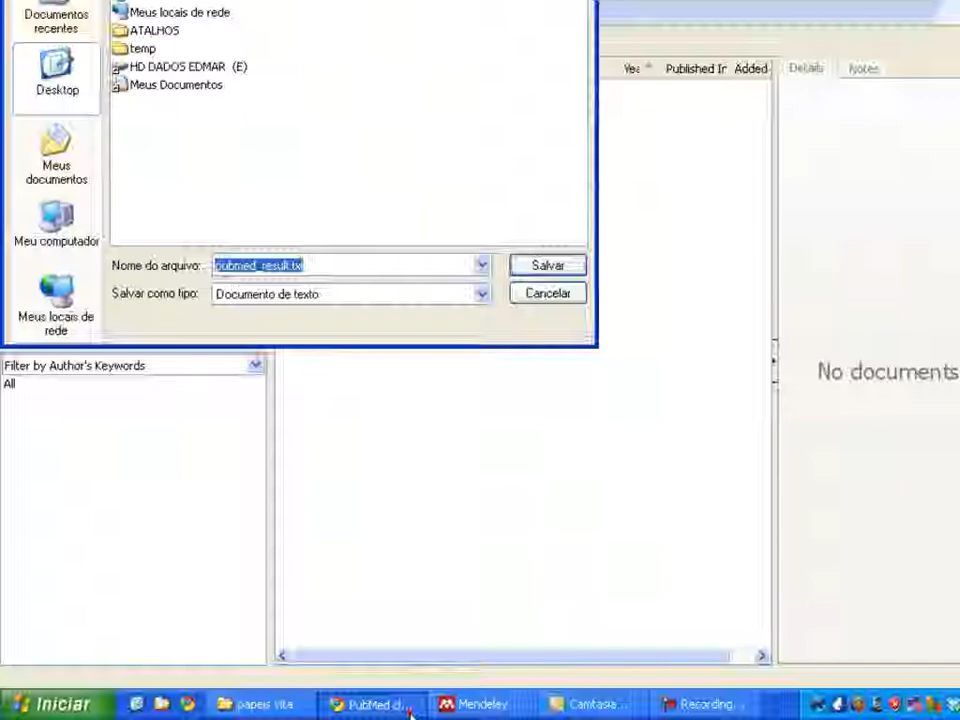 Documentos
recentes
Desktop
Meus
documentos
Meu computador
Meus locais de
rede
Meus locais de rede
ATALHOS
temp
HD DADOS EDMAR (E)
Meus Documentos
Nome do arquivo:
pubmed_result.txt
Salvar
Salvar como tipo:
Documento de texto
Cancelar
Published In
Added
Details
Notes
Filter by Author's Keywords
All
No documents
Iniciar
papeis vita
PubMed d...
Mendeley
Camtasia...
Recording...